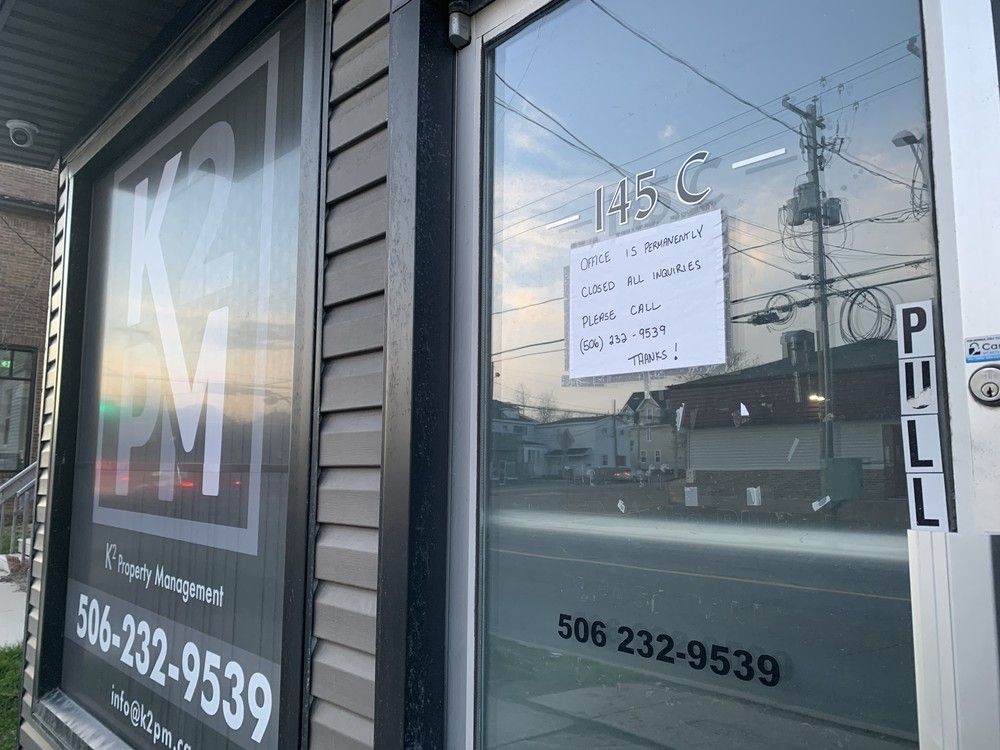 K2
PM
K² Property Management
506-232-9539
info@k2pm.ca
145 C
OFFICE IS PERMANENTLY
CLOSED ALL INQUIRIES
PLEASE CALL
(506) 232-9539
THANKS!
PULL
506 232-9539